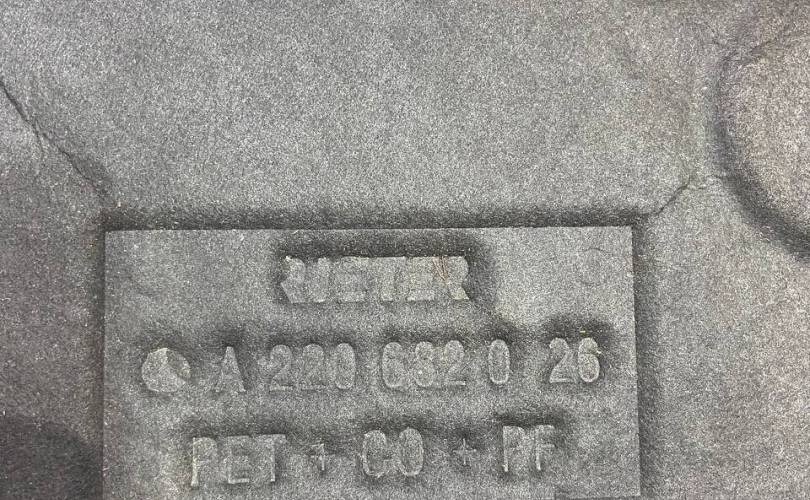 RIETER
A 220 682 0 26
PET + CO + PF